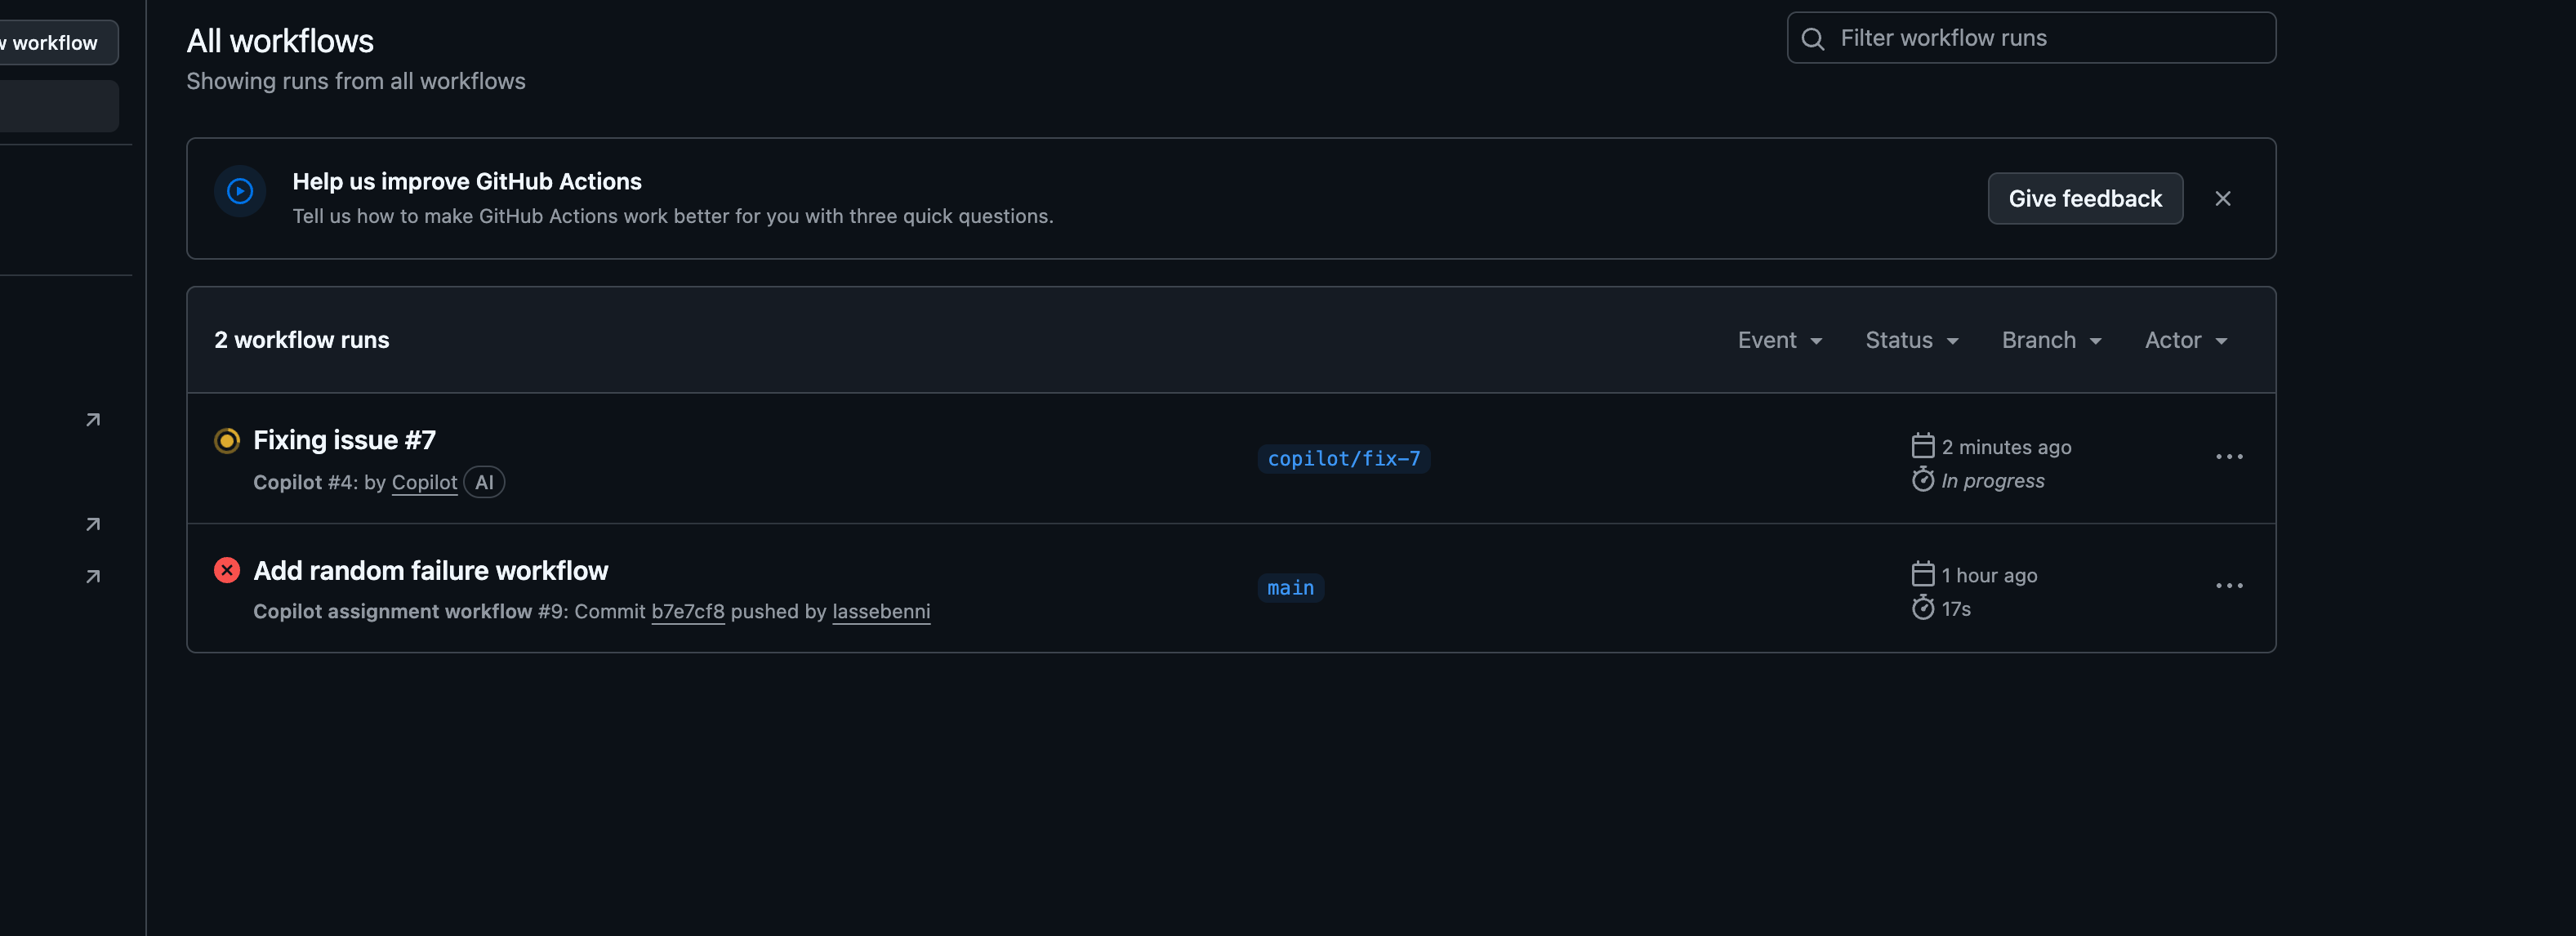 workflow
All workflows
Showing runs from all workflows
Filter workflow runs
Help us improve GitHub Actions
Tell us how to make GitHub Actions work better for you with three quick questions.
Give feedback
2 workflow runs
Event
Status
Branch
Actor
Fixing issue #7
Copilot #4: by Copilot AI
copilot/fix-7
2 minutes ago
In progress
Add random failure workflow
Copilot assignment workflow #9: Commit b7e7cf8 pushed by lassebenni
main
1 hour ago
17s